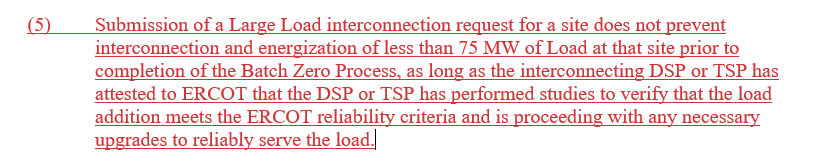 (5) Submission of a Large Load interconnection request for a site does not prevent
interconnection and energization of less than 75 MW of Load at that site prior to
completion of the Batch Zero Process, as long as the interconnecting DSP or TSP has
attested to ERCOT that the DSP or TSP has performed studies to verify that the load
addition meets the ERCOT reliability criteria and is proceeding with any necessary
upgrades to reliably serve the load.